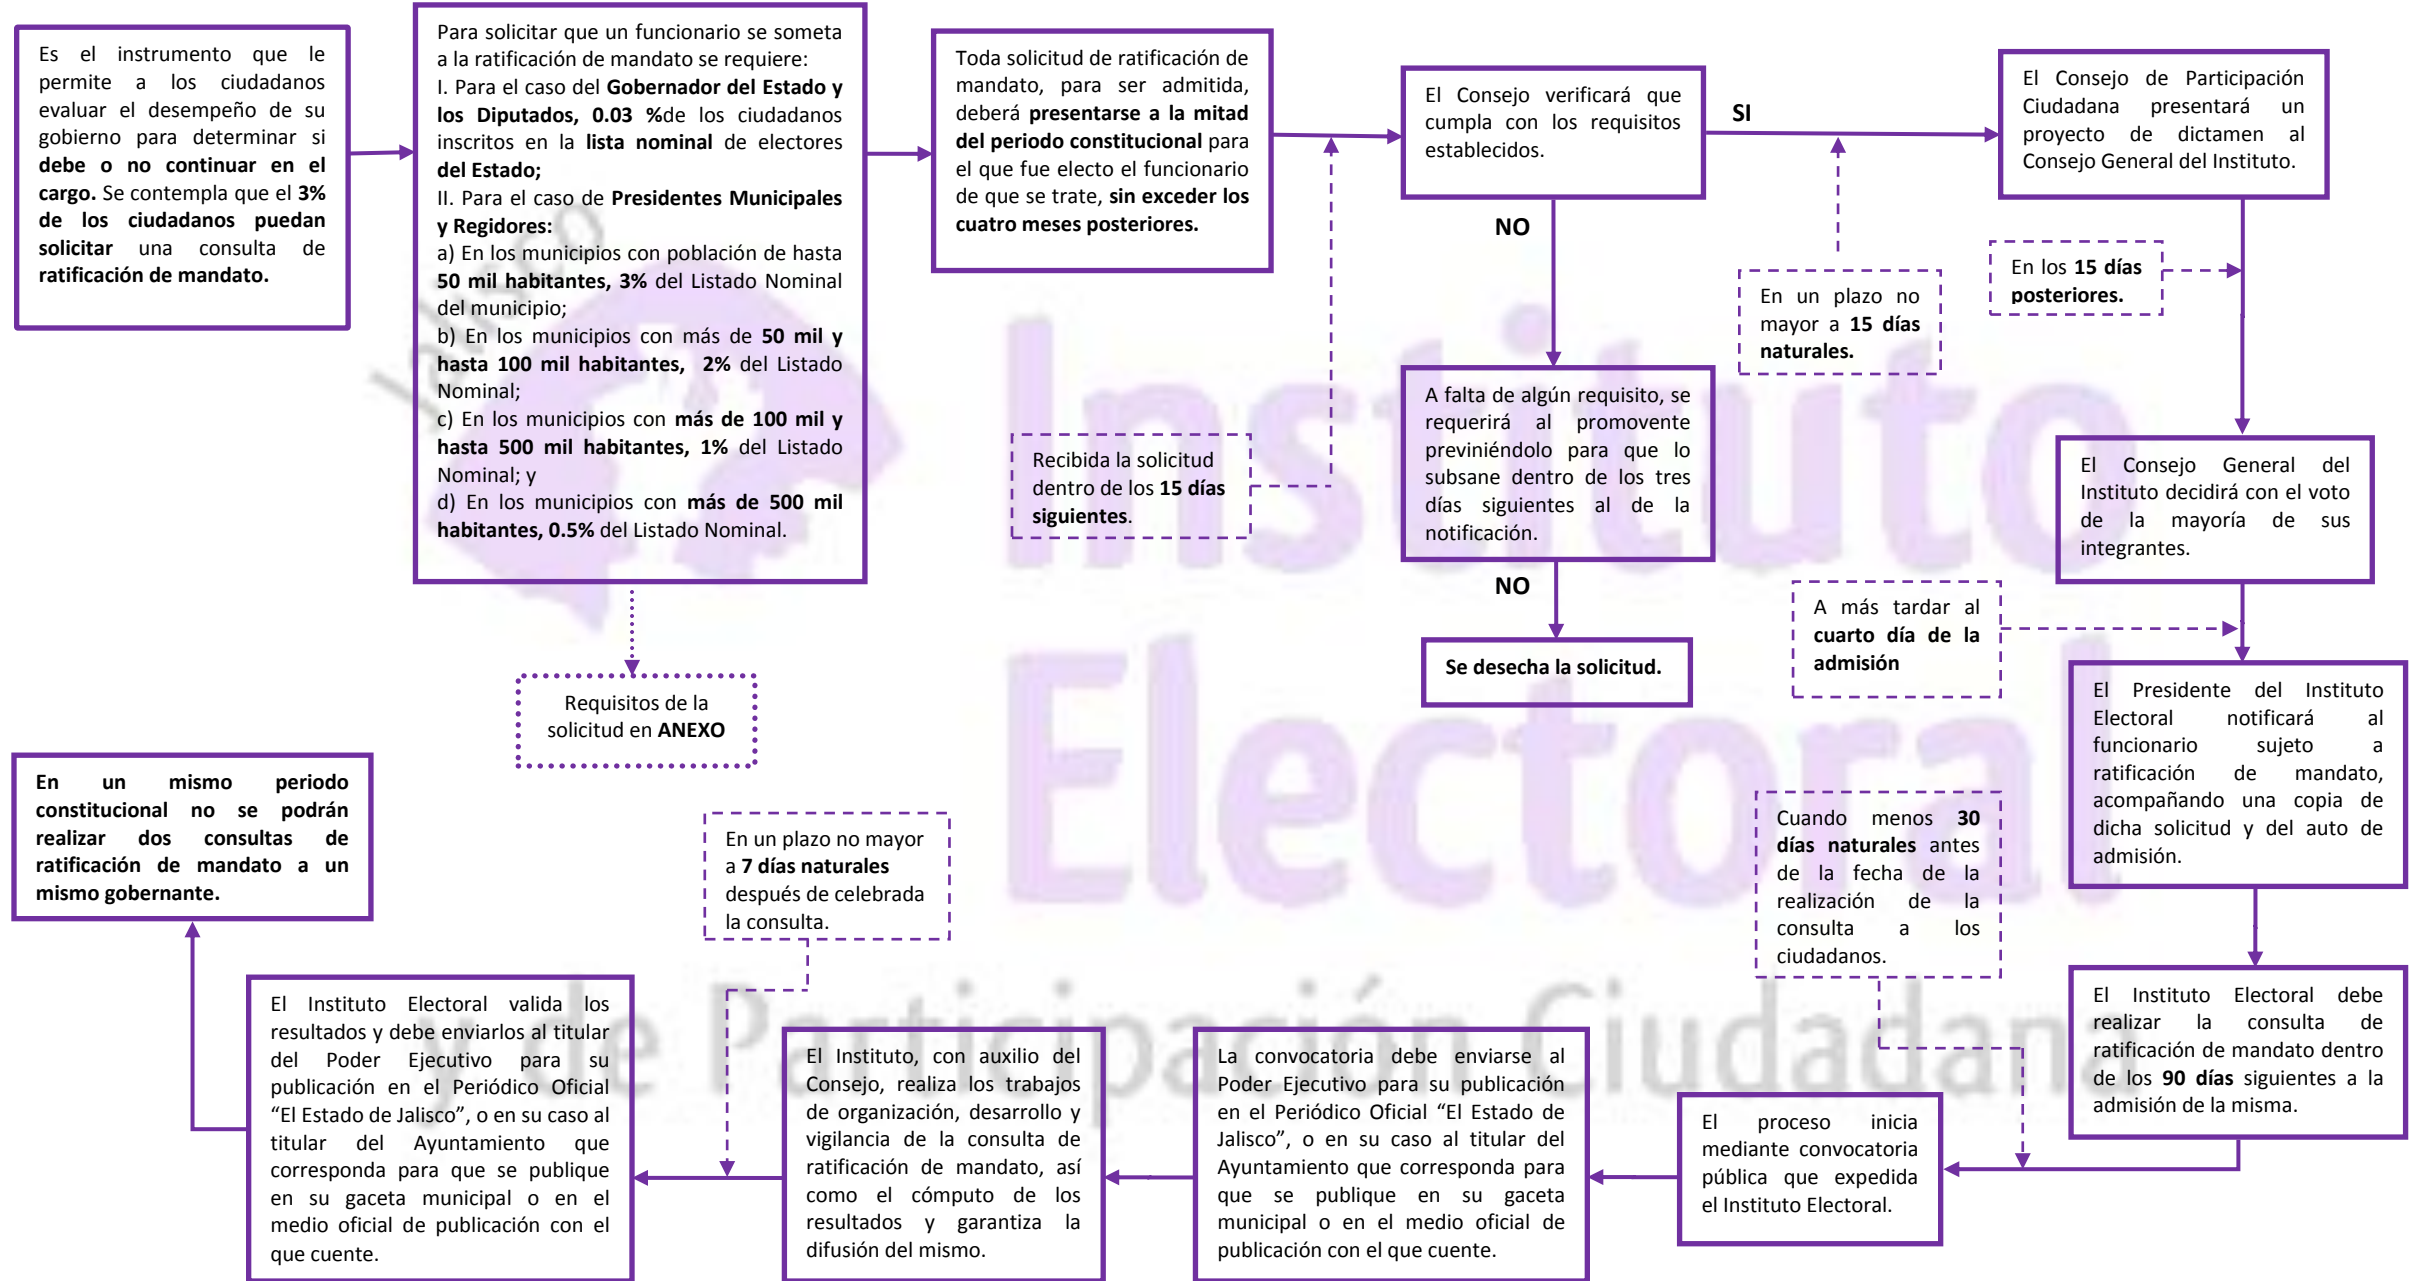 Es el instrumento que le
permite a los ciudadanos
evaluar el desempeño de su
gobierno para determinar si
debe o no continuar en el
cargo. Se contempla que el 3%
de los ciudadanos puedan
solicitar una consulta de
ratificación de mandato.
Para solicitar que un funcionario se someta
a la ratificación de mandato se requiere:
I. Para el caso del Gobernador del Estado y
los Diputados, 0.03 %de los ciudadanos
inscritos en la lista nominal de electores
del Estado;
II. Para el caso de Presidentes Municipales
y Regidores:
a) En los municipios con población de hasta
50 mil habitantes, 3% del Listado Nominal
del municipio;
b) En los municipios con más de 50 mil y
hasta 100 mil habitantes, 2% del Listado
Nominal;
c) En los municipios con más de 100 mil y
hasta 500 mil habitantes, 1% del Listado
Nominal; y
d) En los municipios con más de 500 mil
habitantes, 0.5% del Listado Nominal.
Requisitos de la
solicitud en ANEXO
Toda solicitud de ratificación de
mandato, para ser admitida,
deberá presentarse a la mitad
del periodo constitucional para
el que fue electo el funcionario
de que se trate, sin exceder los
cuatro meses posteriores.
Recibida la solicitud
dentro de los 15 días
siguientes.
El Consejo verificará que
cumpla con los requisitos
establecidos.
SI
NO
A falta de algún requisito, se
requerirá al promovente
previniéndolo para que lo
subsane dentro de los tres
días siguientes al de la
notificación.
NO
Se desecha la solicitud.
En un plazo no
mayor a 15 días
naturales.
El Consejo de Participación
Ciudadana presentará un
proyecto de dictamen al
Consejo General del Instituto.
En los 15 días
posteriores.
El Consejo General del
Instituto decidirá con el voto
de la mayoría de sus
integrantes.
A más tardar al
cuarto día de la
admisión
El Presidente del Instituto
Electoral notificará al
funcionario sujeto a
ratificación de mandato,
acompañando una copia de
dicha solicitud y del auto de
admisión.
El Instituto Electoral debe
realizar la consulta de
ratificación de mandato dentro
de los 90 días siguientes a la
admisión de la misma.
Cuando menos 30
días naturales antes
de la fecha de la
realización de la
consulta a los
ciudadanos.
El proceso inicia
mediante convocatoria
pública que expedida
el Instituto Electoral.
La convocatoria debe enviarse al
Poder Ejecutivo para su publicación
en el Periódico Oficial “El Estado de
Jalisco”, o en su caso al titular del
Ayuntamiento que corresponda para
que se publique en su gaceta
municipal o en el medio oficial de
publicación con el que cuente.
El Instituto, con auxilio del
Consejo, realiza los trabajos
de organización, desarrollo y
vigilancia de la consulta de
ratificación de mandato, así
como el cómputo de los
resultados y garantiza la
difusión del mismo.
En un plazo no mayor
a 7 días naturales
después de celebrada
la consulta.
El Instituto Electoral valida los
resultados y debe enviarlos al titular
del Poder Ejecutivo para su
publicación en el Periódico Oficial
“El Estado de Jalisco”, o en su caso al
titular del Ayuntamiento que
corresponda para que se publique
en su gaceta municipal o en el
medio oficial de publicación con el
que cuente.
En un mismo periodo
constitucional no se podrán
realizar dos consultas de
ratificación de mandato a un
mismo gobernante.
Jalisco
Instituto
Electoral
y de Participación Ciudadana